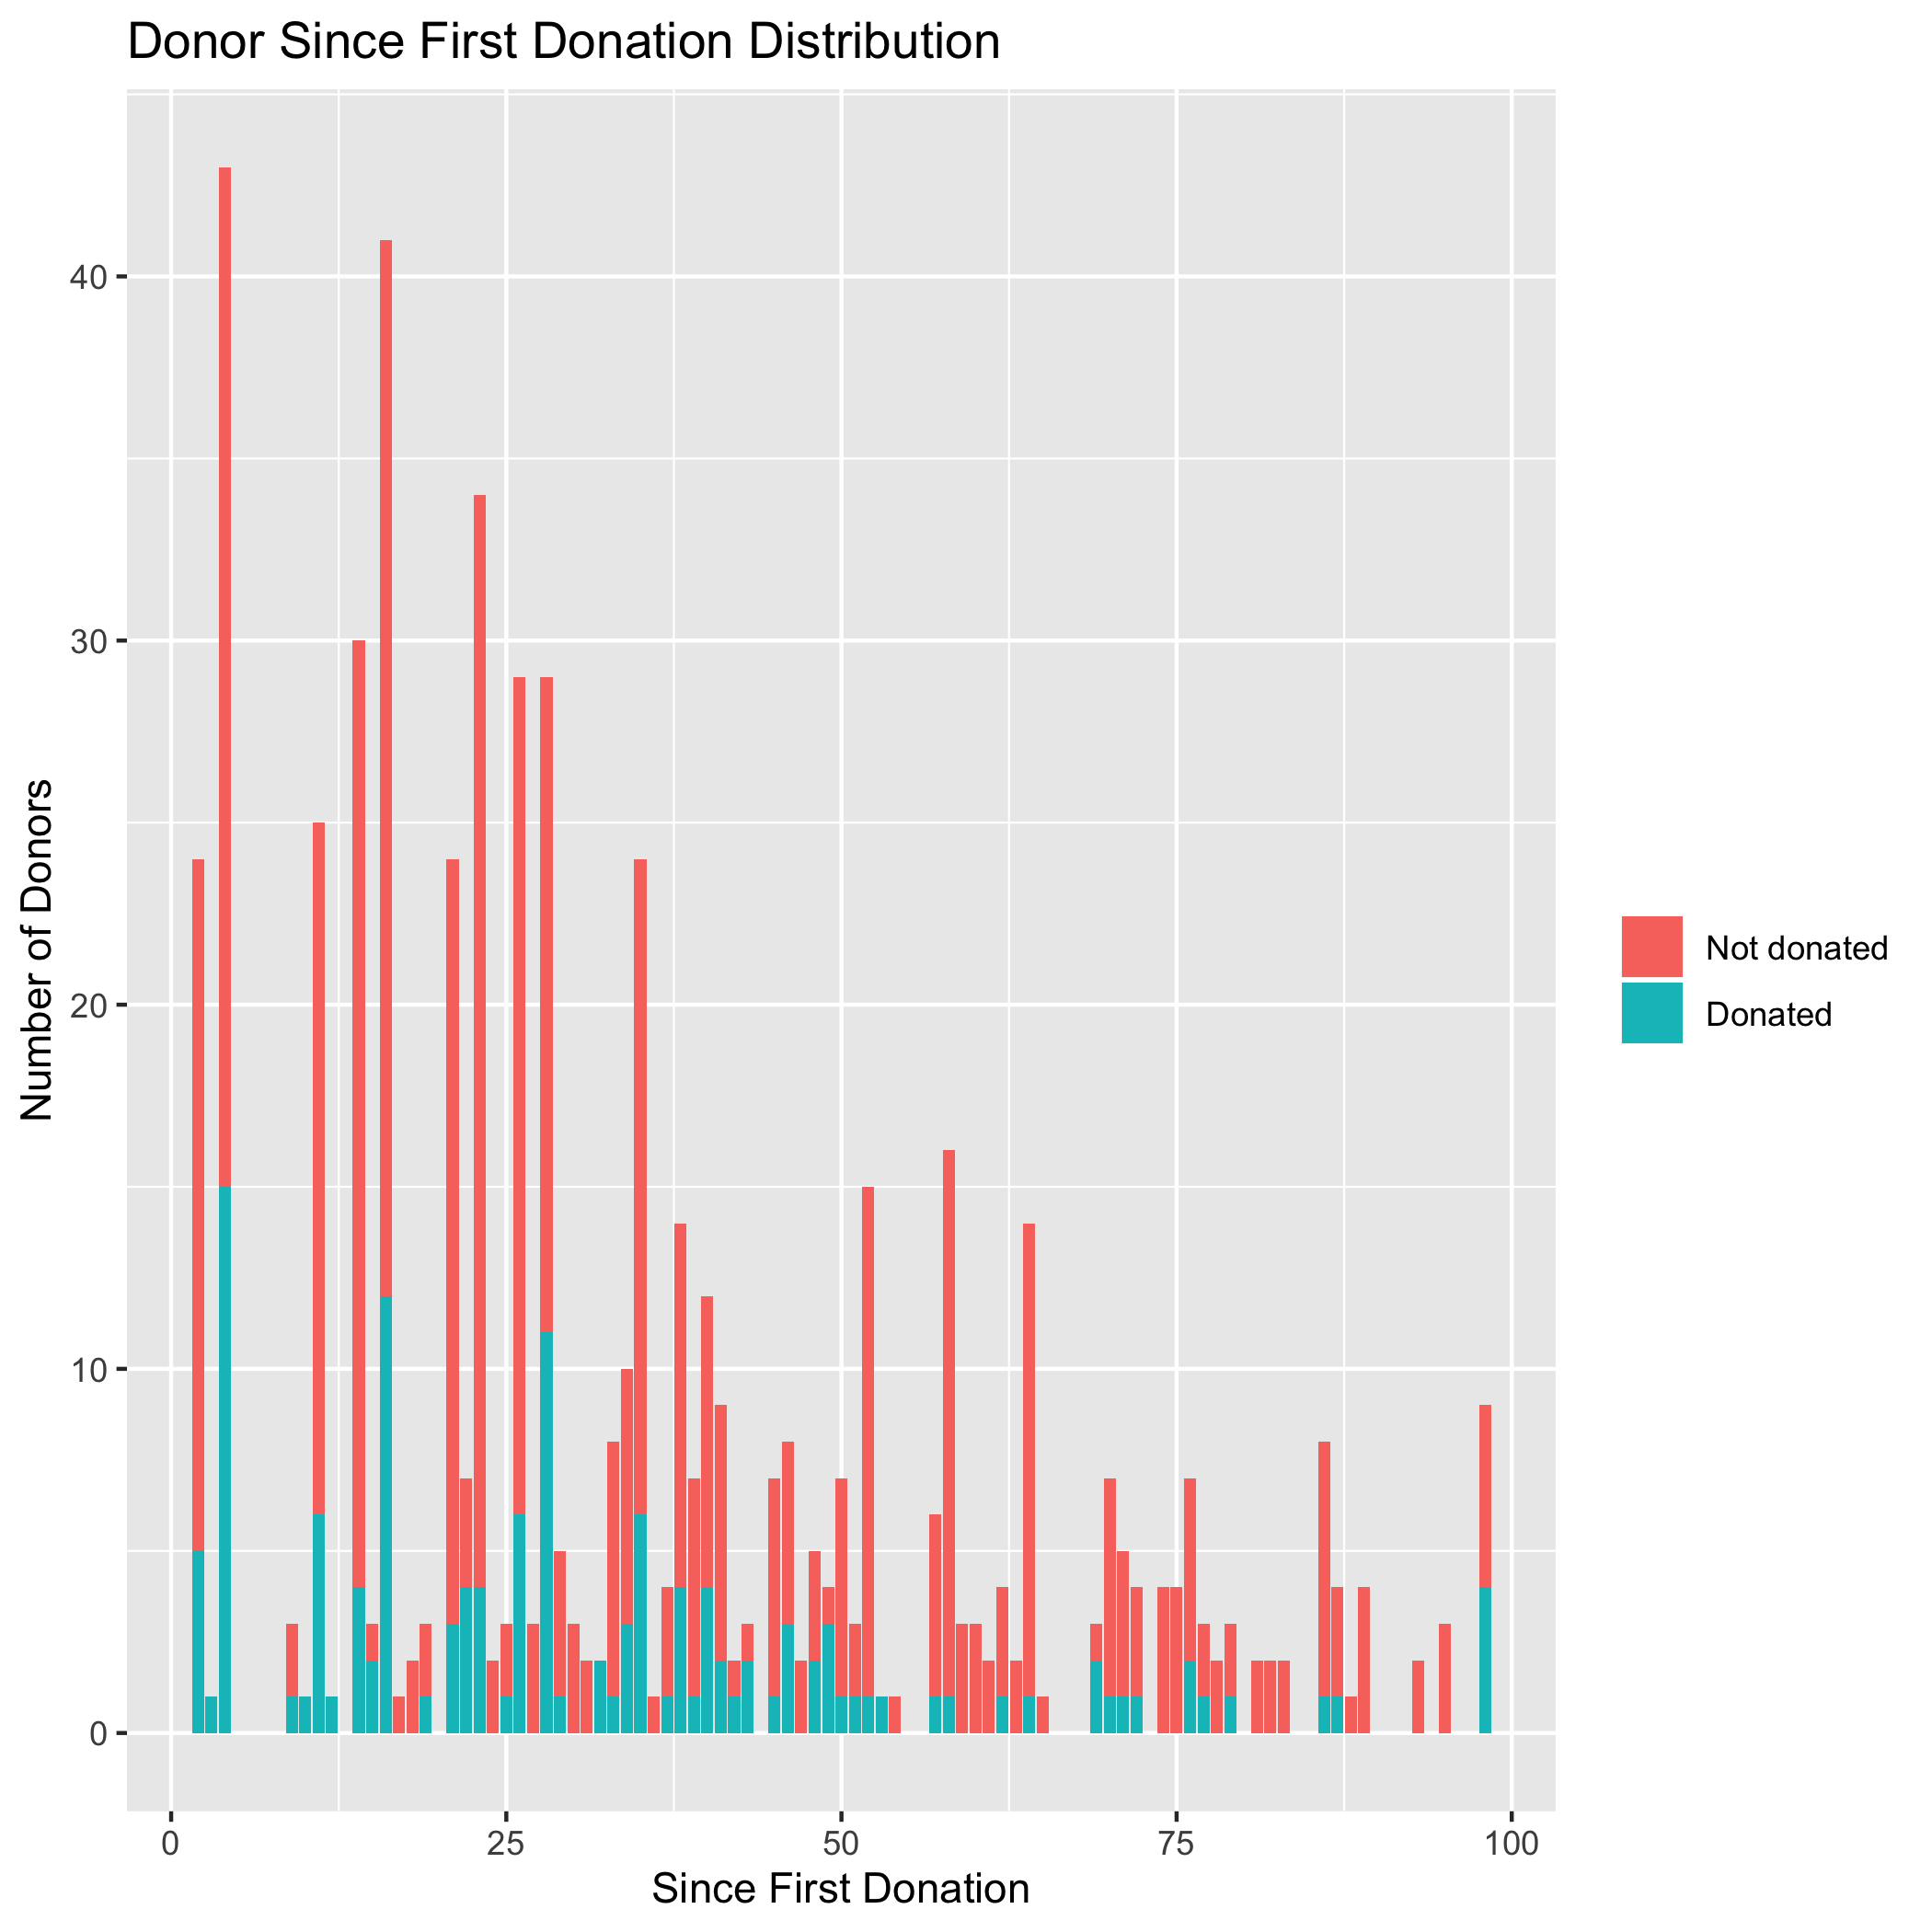 Donor Since First Donation Distribution
Number of Donors
40
30
20
10
0
0 25 50 75 100
Since First Donation
Not donated
Donated